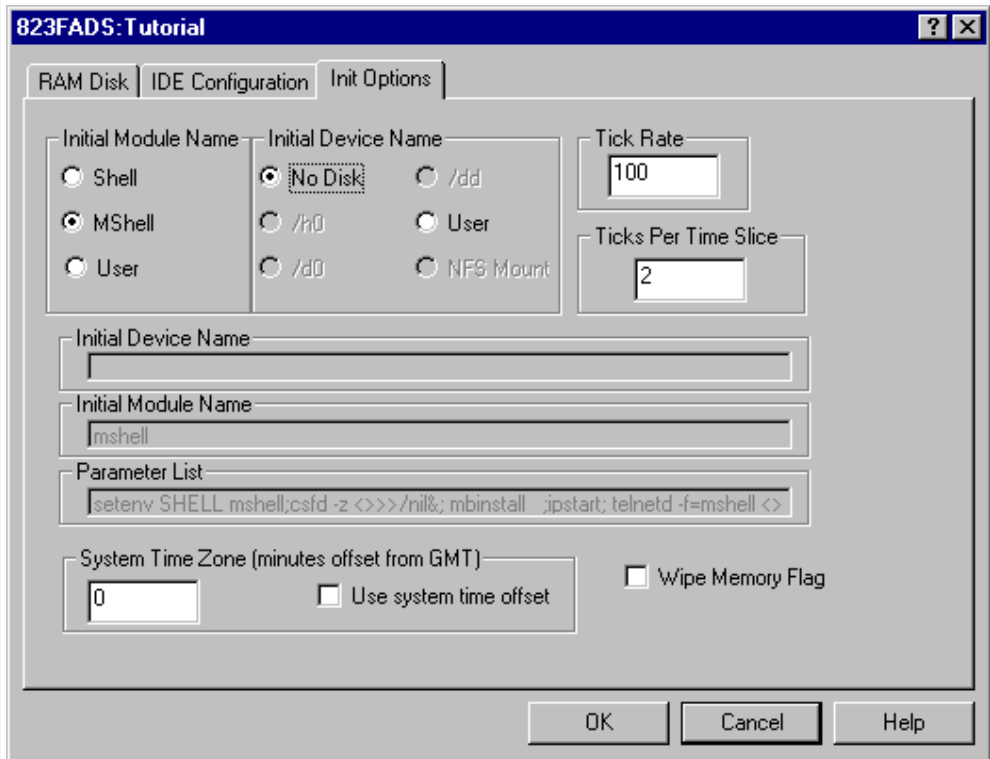 823FADS:Tutorial
RAM Disk IDE Configuration Init Options
Initial Module Name Initial Device Name Tick Rate
Shell No Disk /dd 100
MShell /h0 User Ticks Per Time Slice
User /d0 NFS Mount 2
Initial Device Name
Initial Module Name
mshell
Parameter List
setenv SHELL mshell;csfd -z <>>>/nil&; mbinstall ;ipstart; telnetd -f=mshell <>
System Time Zone (minutes offset from GMT)
0 Use system time offset Wipe Memory Flag
OK Cancel Help